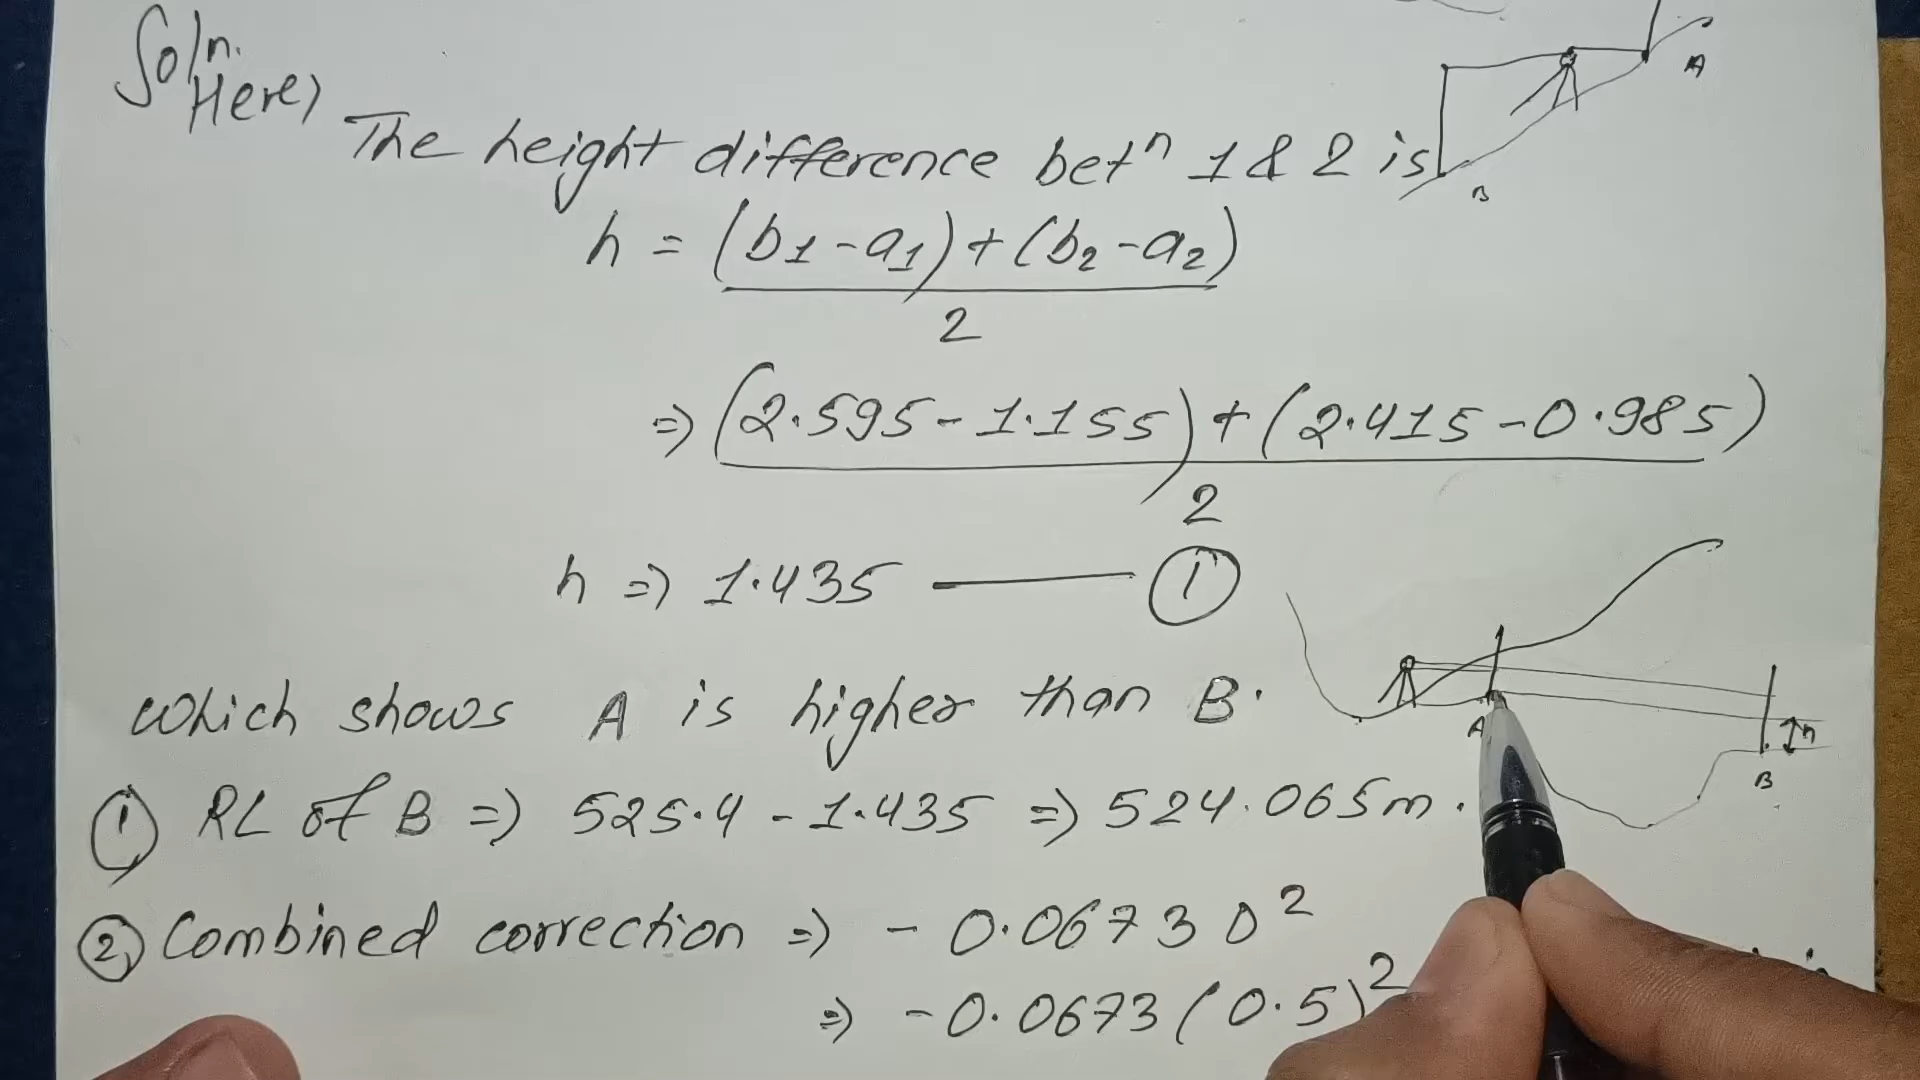 Soln.
Here,
A
The height difference betⁿ 1 & 2 is
B
h = (b₁-a₁)+(b₂-a₂)
2
=> (2.595-1.155)+(2.415-0.985)
2
h => 1.435 —— ①
which shows A is higher than B.
A
h
B
① RL of B => 525.4 - 1.435 => 524.065m.
② Combined correction => - 0.0673 D²
=> -0.0673(0.5)²